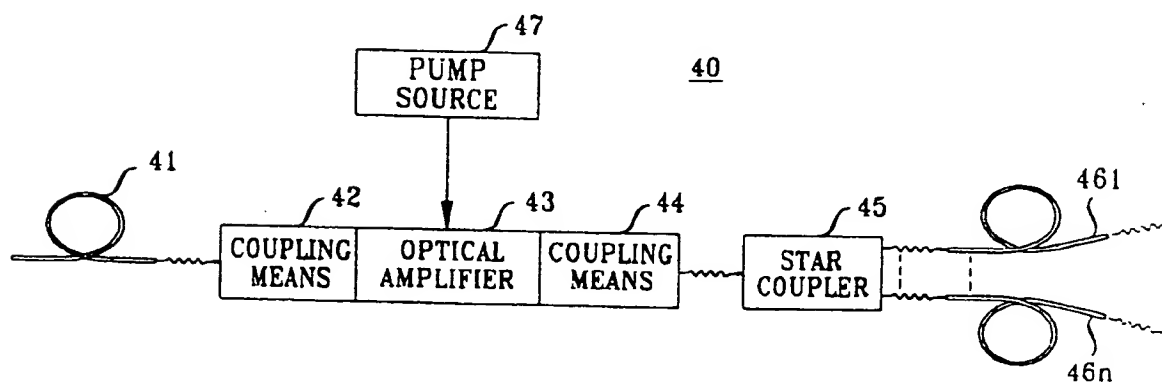 47
PUMP
SOURCE
40
41
42
43
44
45
461
COUPLING
MEANS
OPTICAL
AMPLIFIER
COUPLING
MEANS
STAR
COUPLER
46n